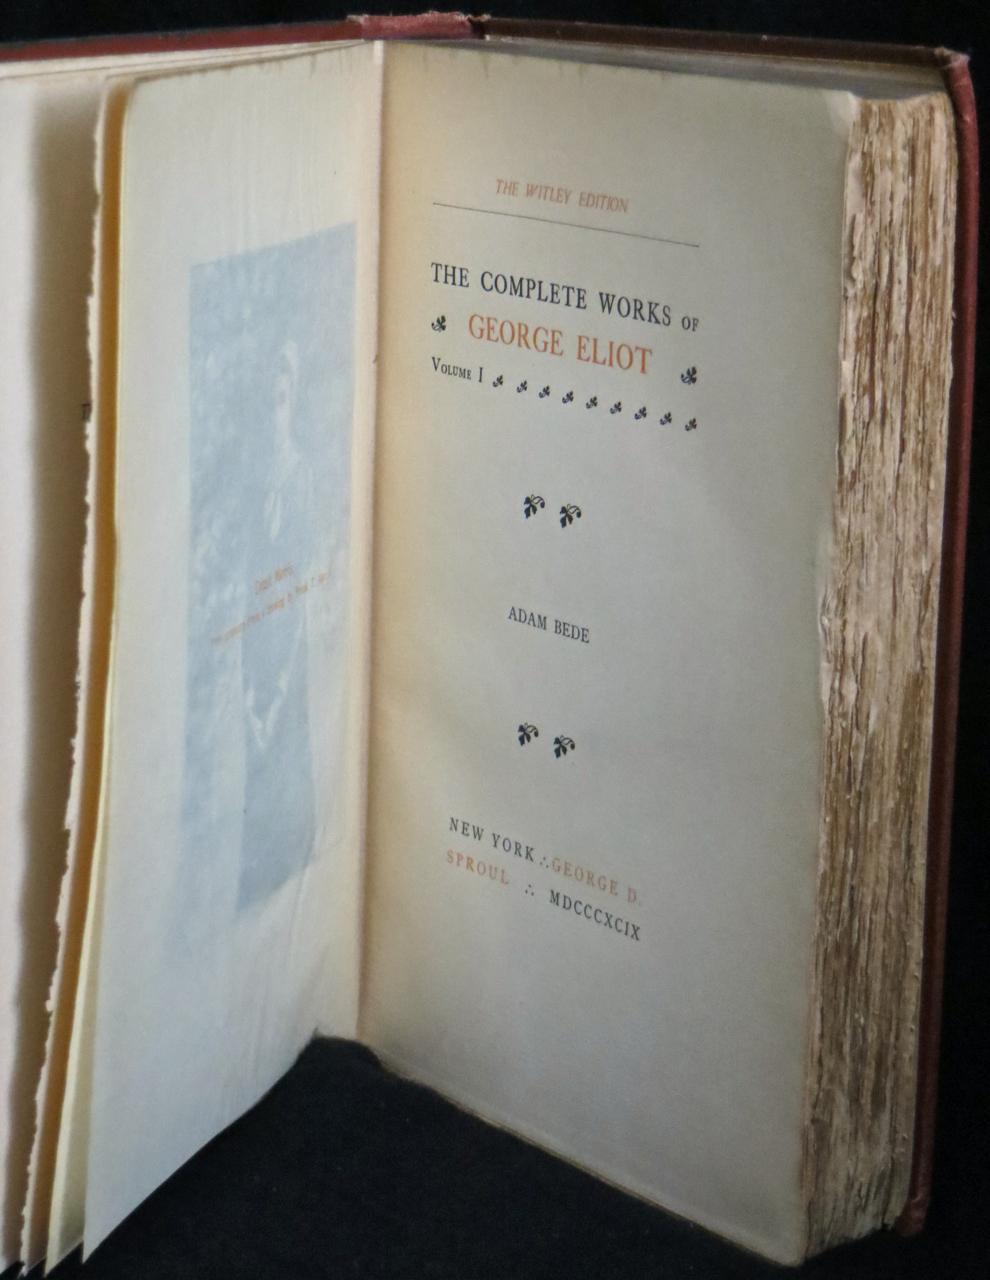 THE WITLEY EDITION
THE COMPLETE WORKS OF
GEORGE ELIOT
VOLUME I
ADAM BEDE
NEW YORK ∴ GEORGE D.
SPROUL ∴ MDCCCXCIX